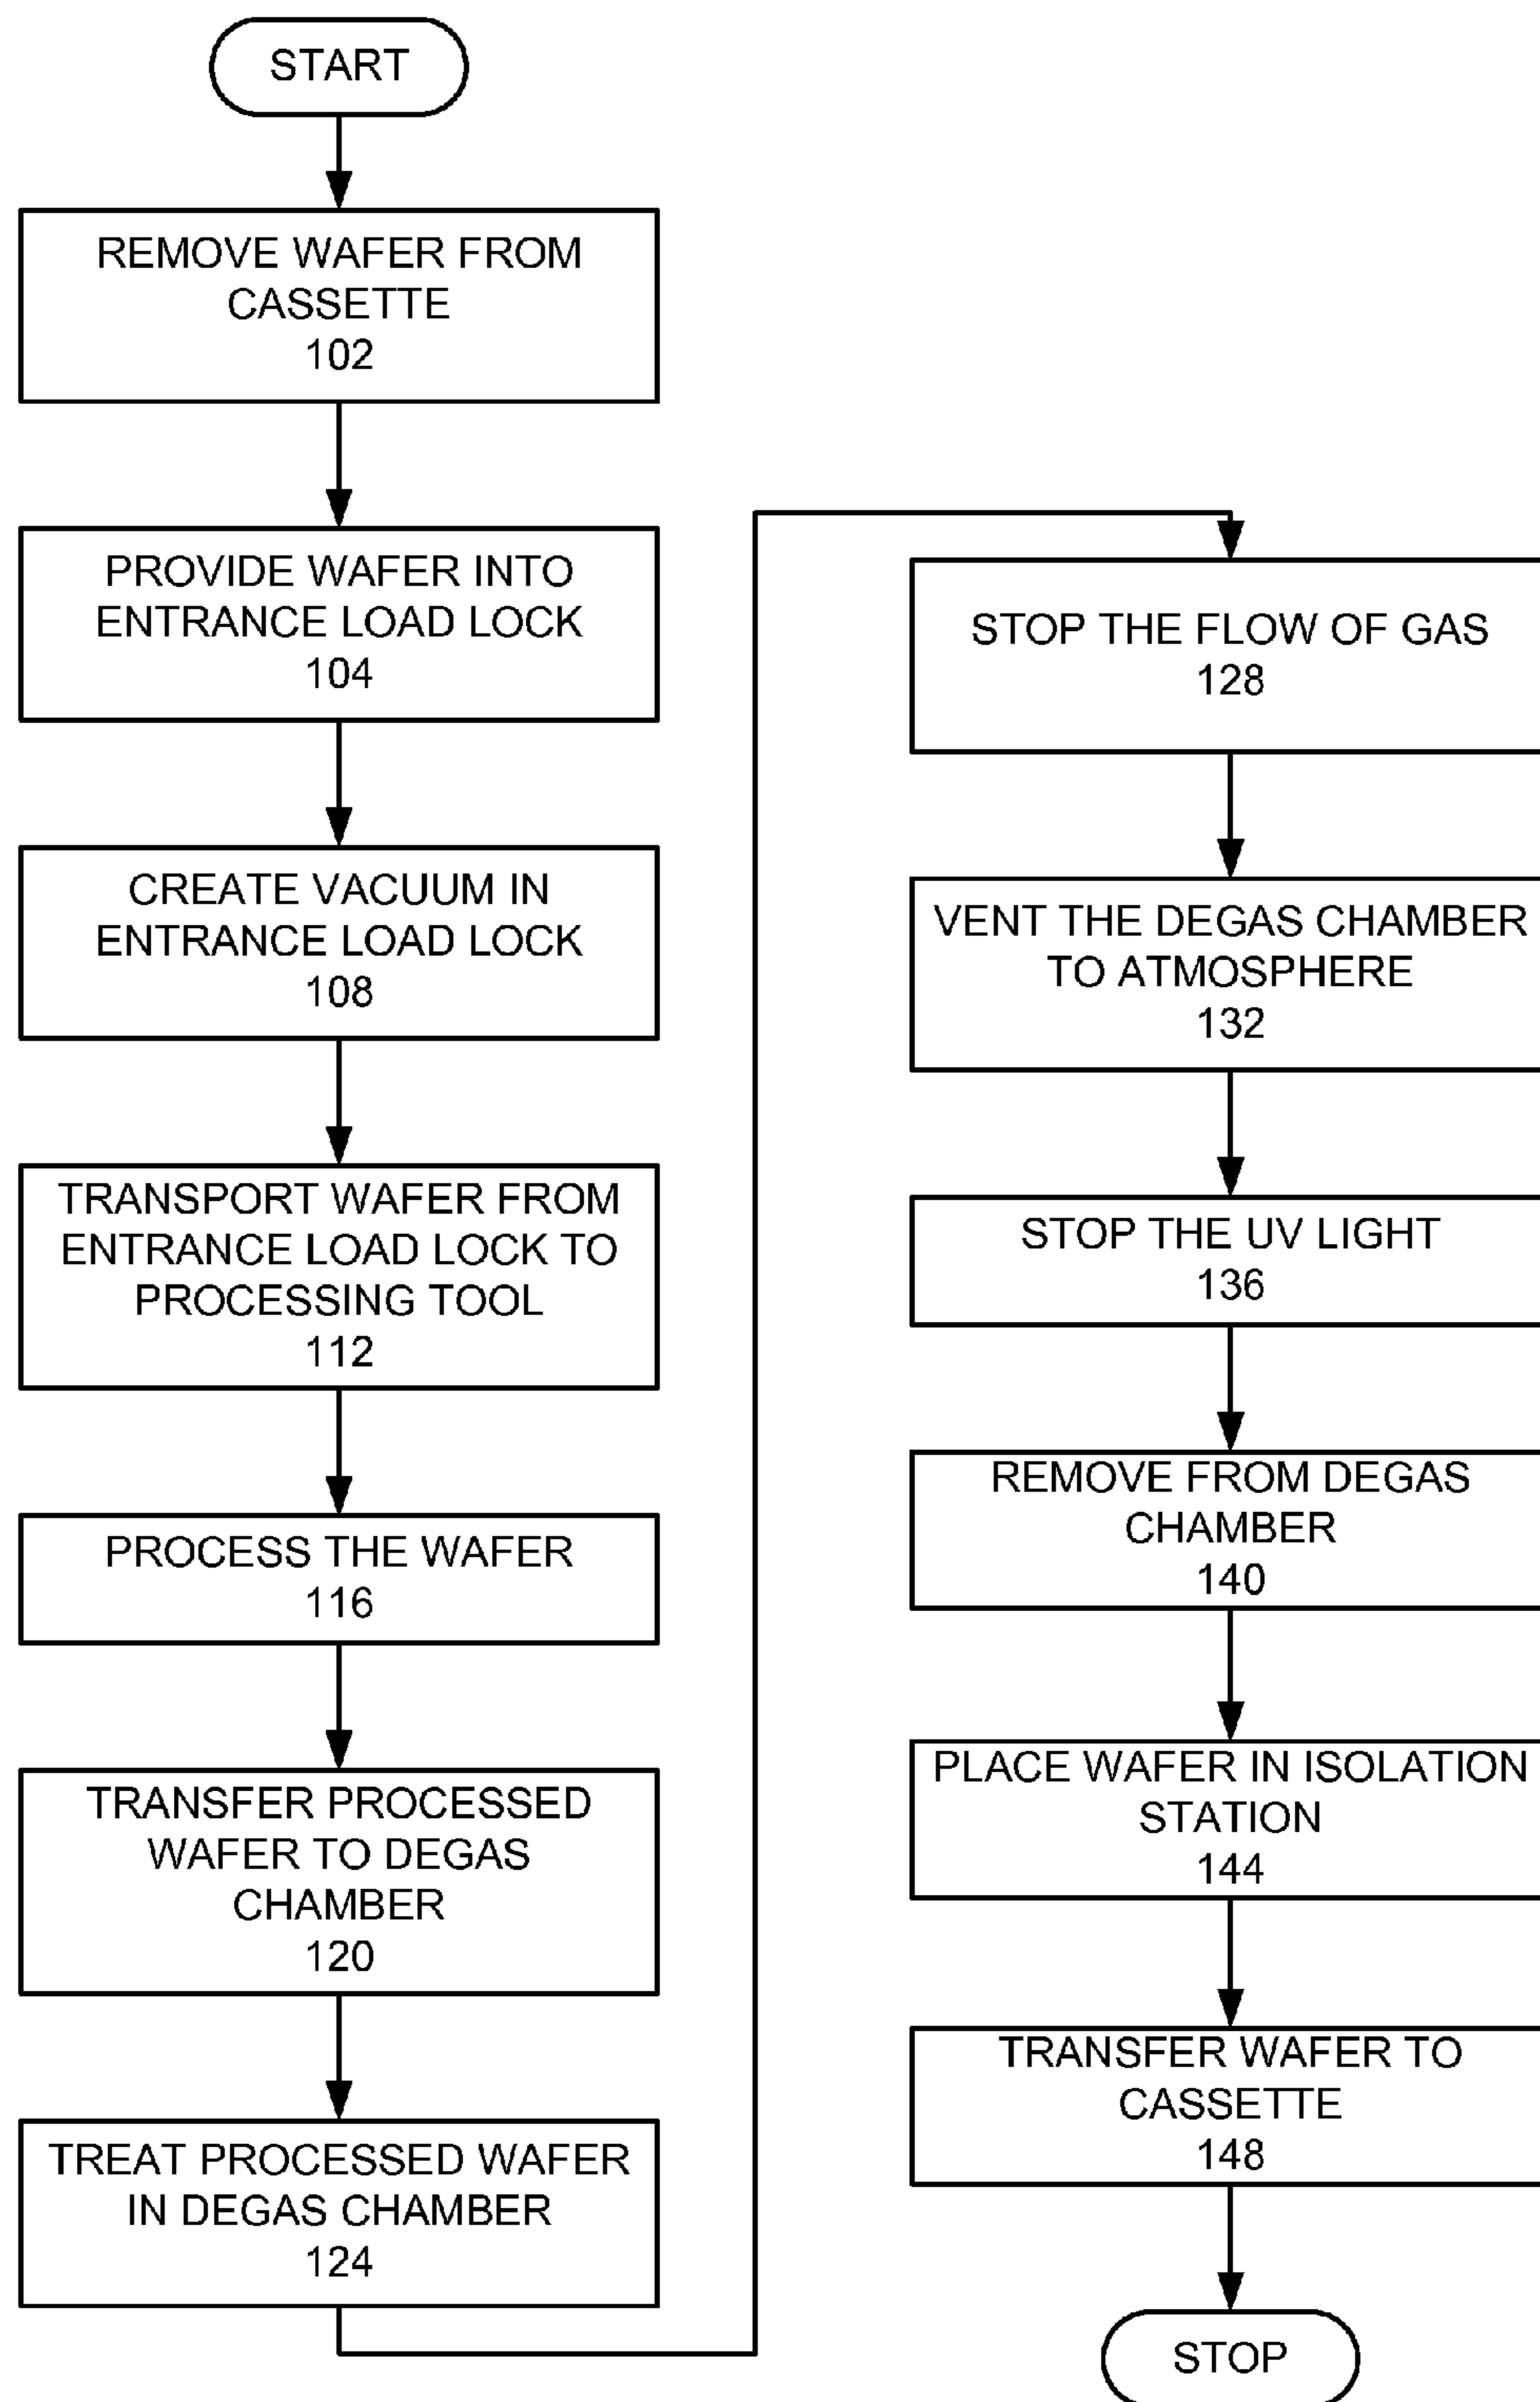 START
REMOVE WAFER FROM
CASSETTE
102
PROVIDE WAFER INTO
ENTRANCE LOAD LOCK
104
CREATE VACUUM IN
ENTRANCE LOAD LOCK
108
TRANSPORT WAFER FROM
ENTRANCE LOAD LOCK TO
PROCESSING TOOL
112
PROCESS THE WAFER
116
TRANSFER PROCESSED
WAFER TO DEGAS
CHAMBER
120
TREAT PROCESSED WAFER
IN DEGAS CHAMBER
124
STOP THE FLOW OF GAS
128
VENT THE DEGAS CHAMBER
TO ATMOSPHERE
132
STOP THE UV LIGHT
136
REMOVE FROM DEGAS
CHAMBER
140
PLACE WAFER IN ISOLATION
STATION
144
TRANSFER WAFER TO
CASSETTE
148
STOP